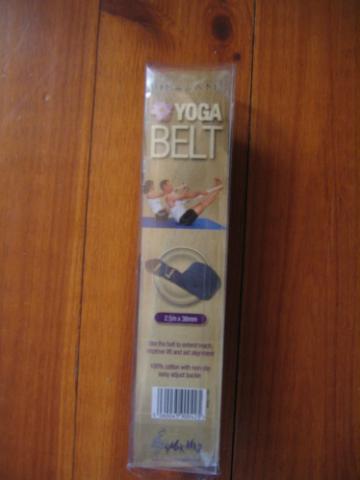 YOGA
BELT
2.5m x 38mm
Use the belt to extend reach,
improve lift and aid alignment
100% cotton with non-slip
easy adjust buckle